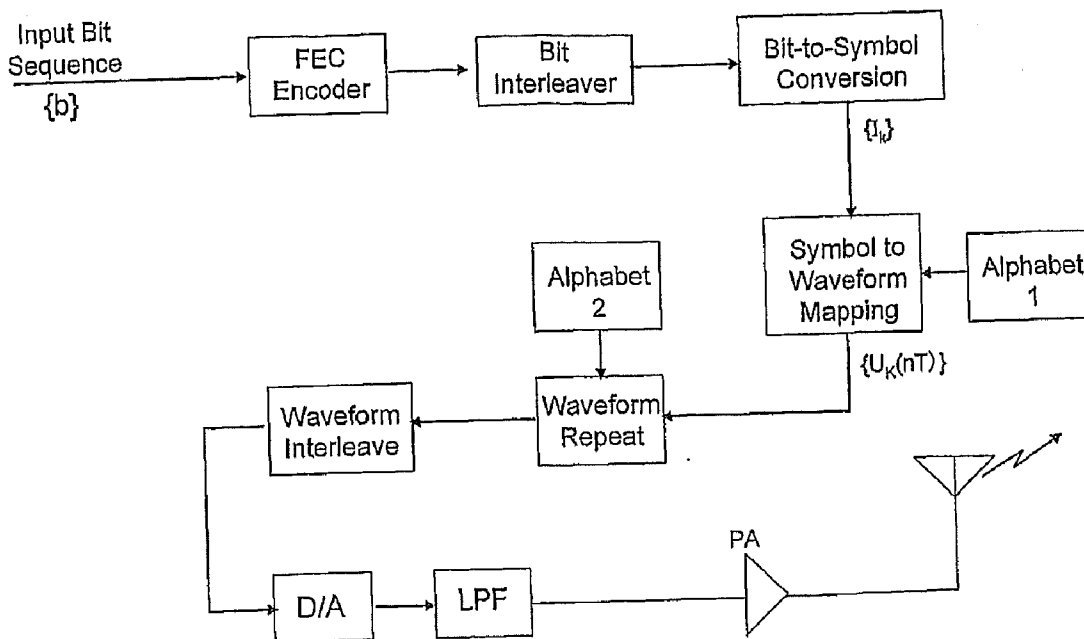 Input Bit
Sequence
{b}
FEC
Encoder
Bit
Interleaver
Bit-to-Symbol
Conversion
{Iₖ}
Symbol to
Waveform
Mapping
Alphabet
1
Alphabet
2
{U_K(nT)}
Waveform
Repeat
Waveform
Interleave
D/A
LPF
PA